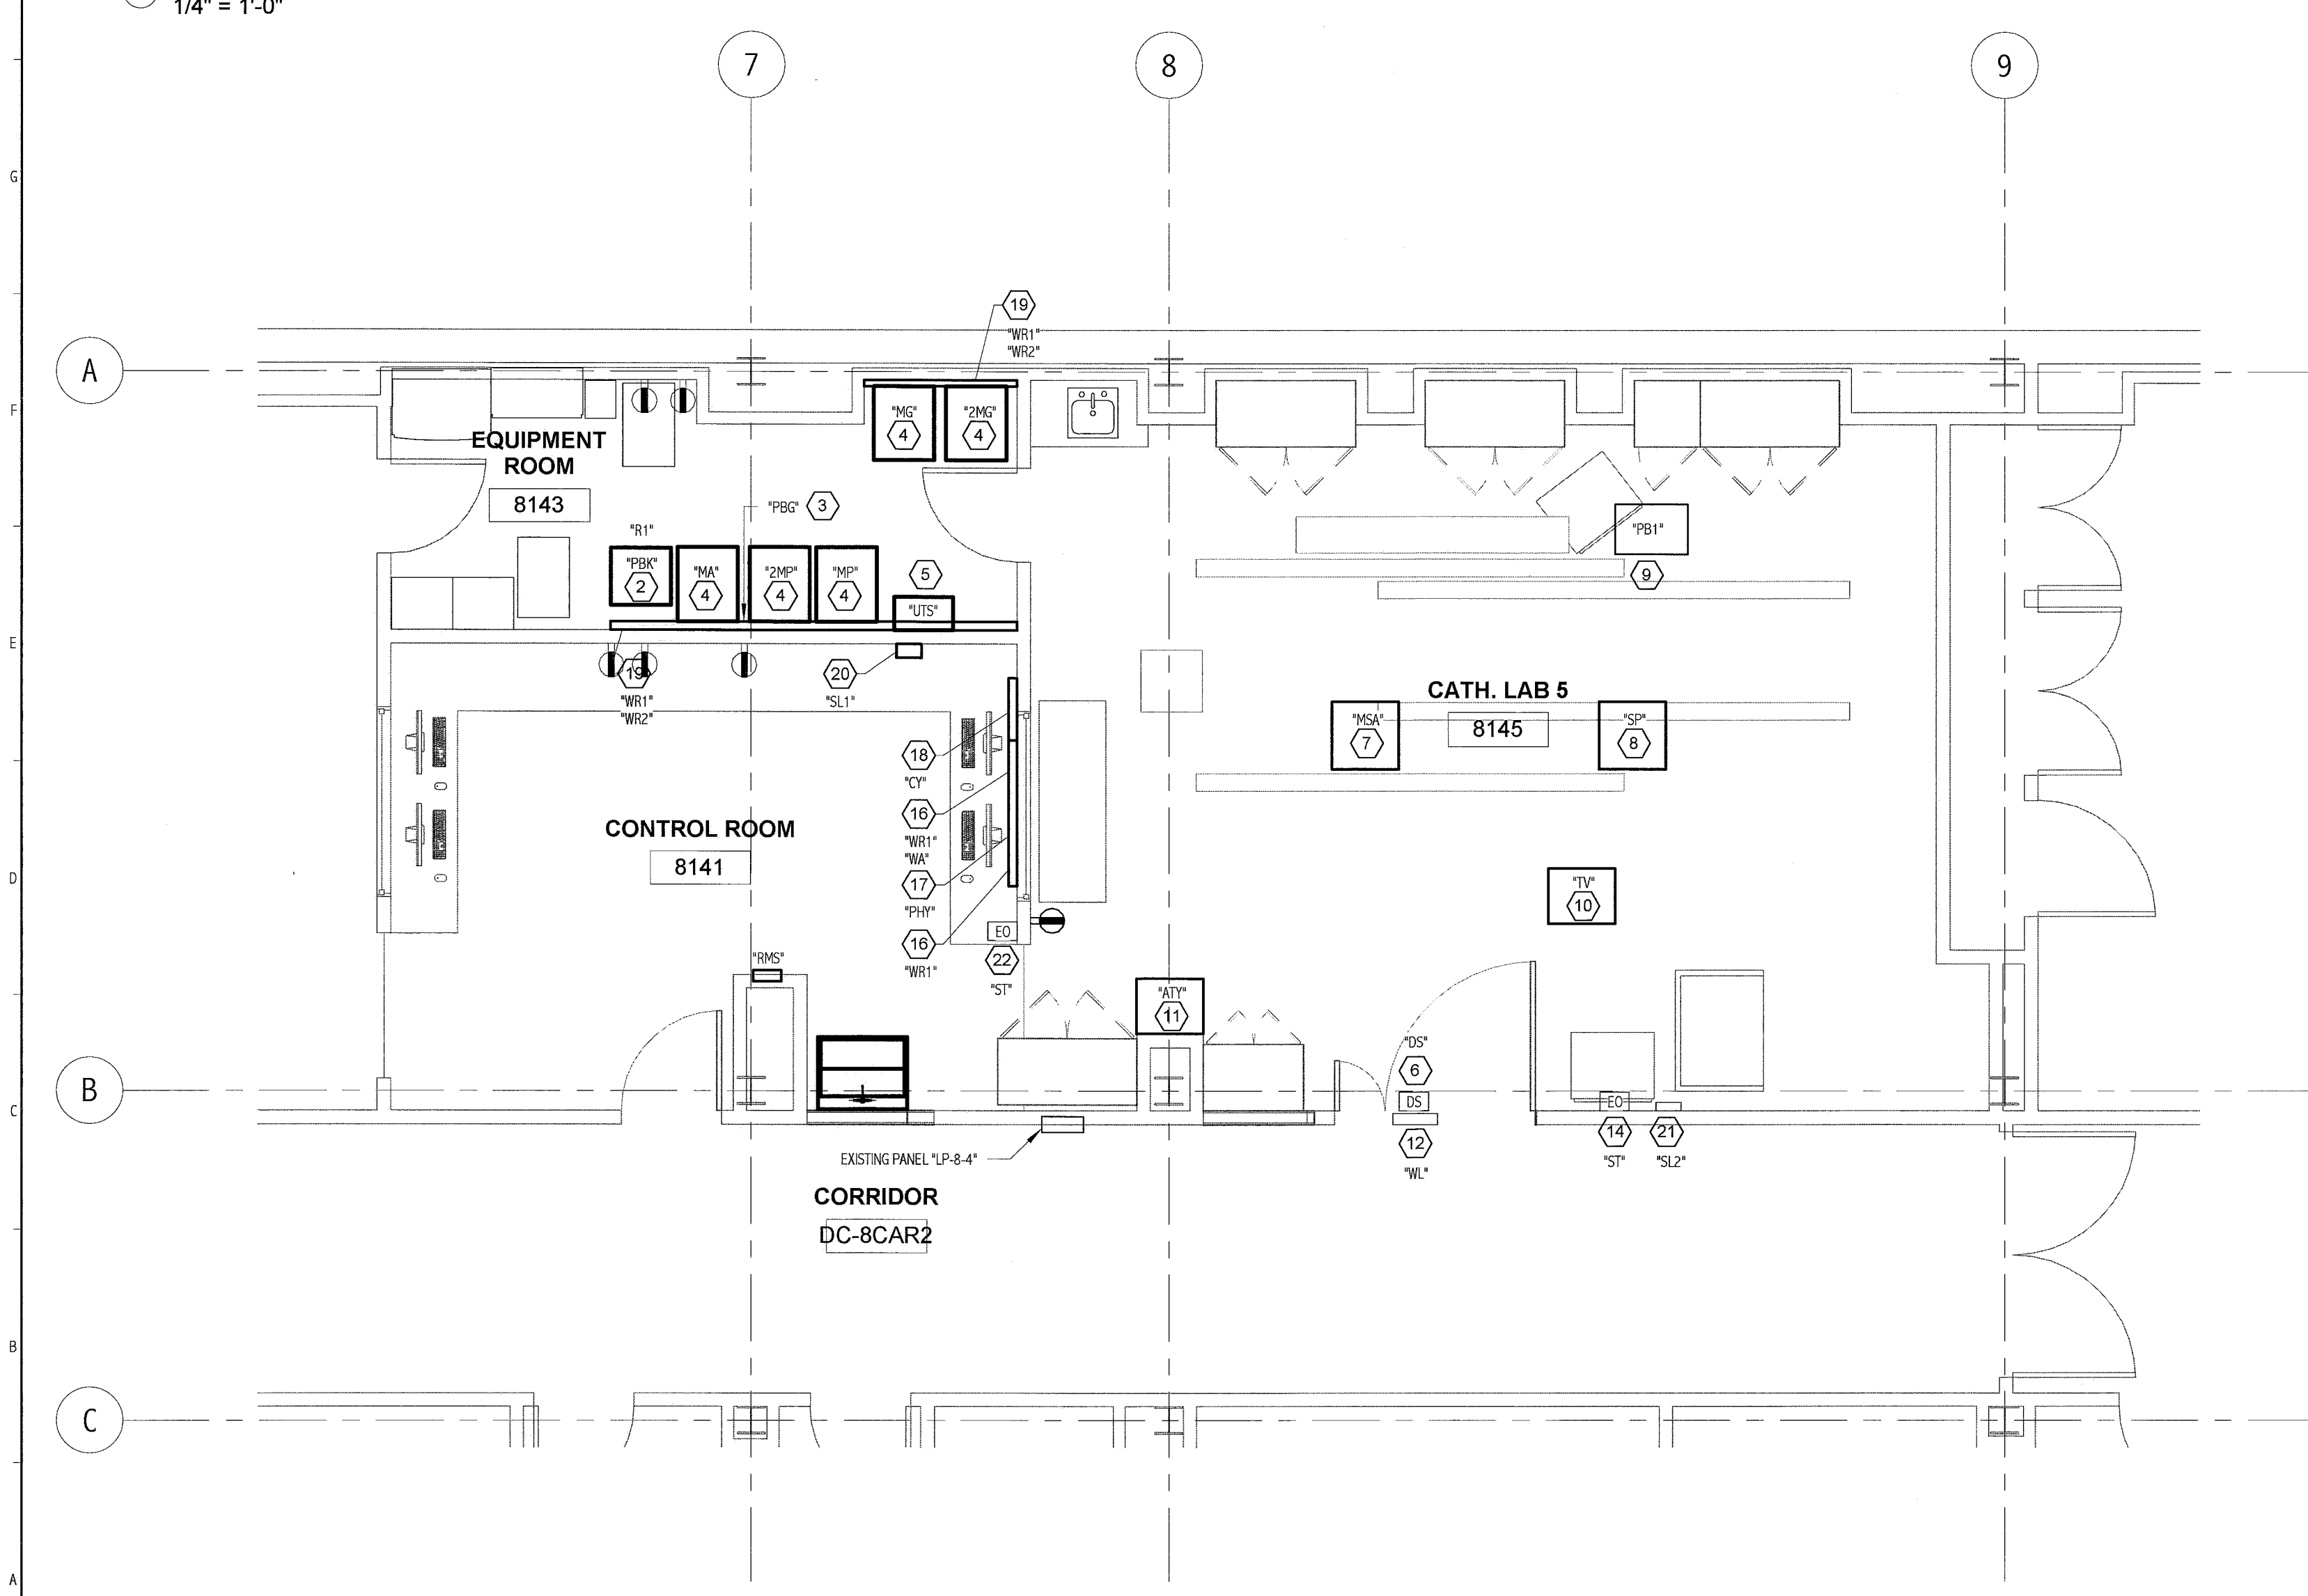 1/4" = 1'-0"
7
8
9
G
19
"WR1"
"WR2"
A
F
"MG"
4
"2MG"
4
EQUIPMENT
ROOM
8143
"PBG"
3
"R1"
"PB1"
"PBK"
2
"MA"
4
"2MP"
4
"MP"
4
5
"UTS"
9
E
19
"WR1"
"WR2"
20
"SL1"
CATH. LAB 5
8145
"MSA"
7
"SP"
8
18
"CY"
16
"WR1"
"WA"
17
"PHY"
16
"WR1"
CONTROL ROOM
8141
D
"TV"
10
EO
22
"ST"
"RMS"
"ATY"
11
"DS"
6
DS
12
"WL"
B
C
EO
14
"ST"
21
"SL2"
EXISTING PANEL "LP-8-4"
CORRIDOR
DC-8CAR2
B
C
A